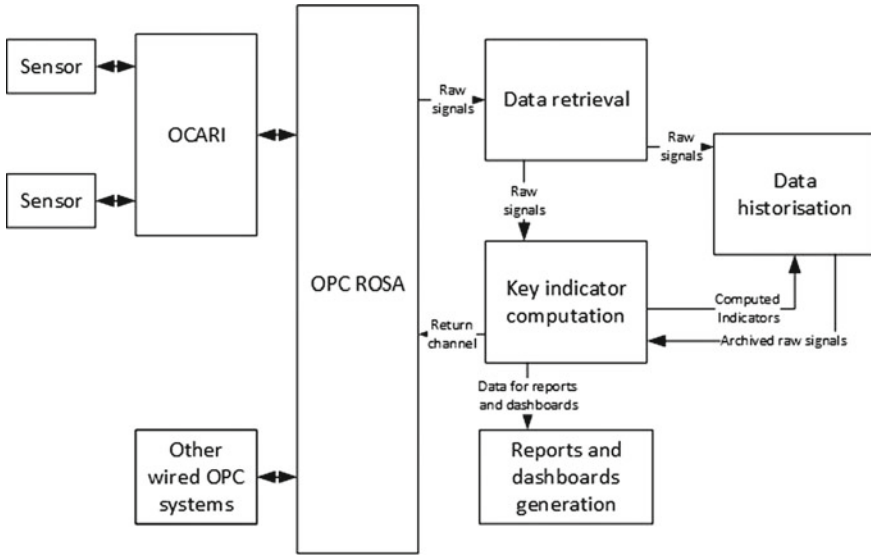 Sensor
OCARI
Sensor
OPC ROSA
Other
wired OPC
systems
Raw
signals
Data retrieval
Raw
signals
Data
historisation
Raw
signals
Key indicator
computation
Computed
Indicators
Archived raw signals
Return
channel
Data for reports
and dashboards
Reports and
dashboards
generation